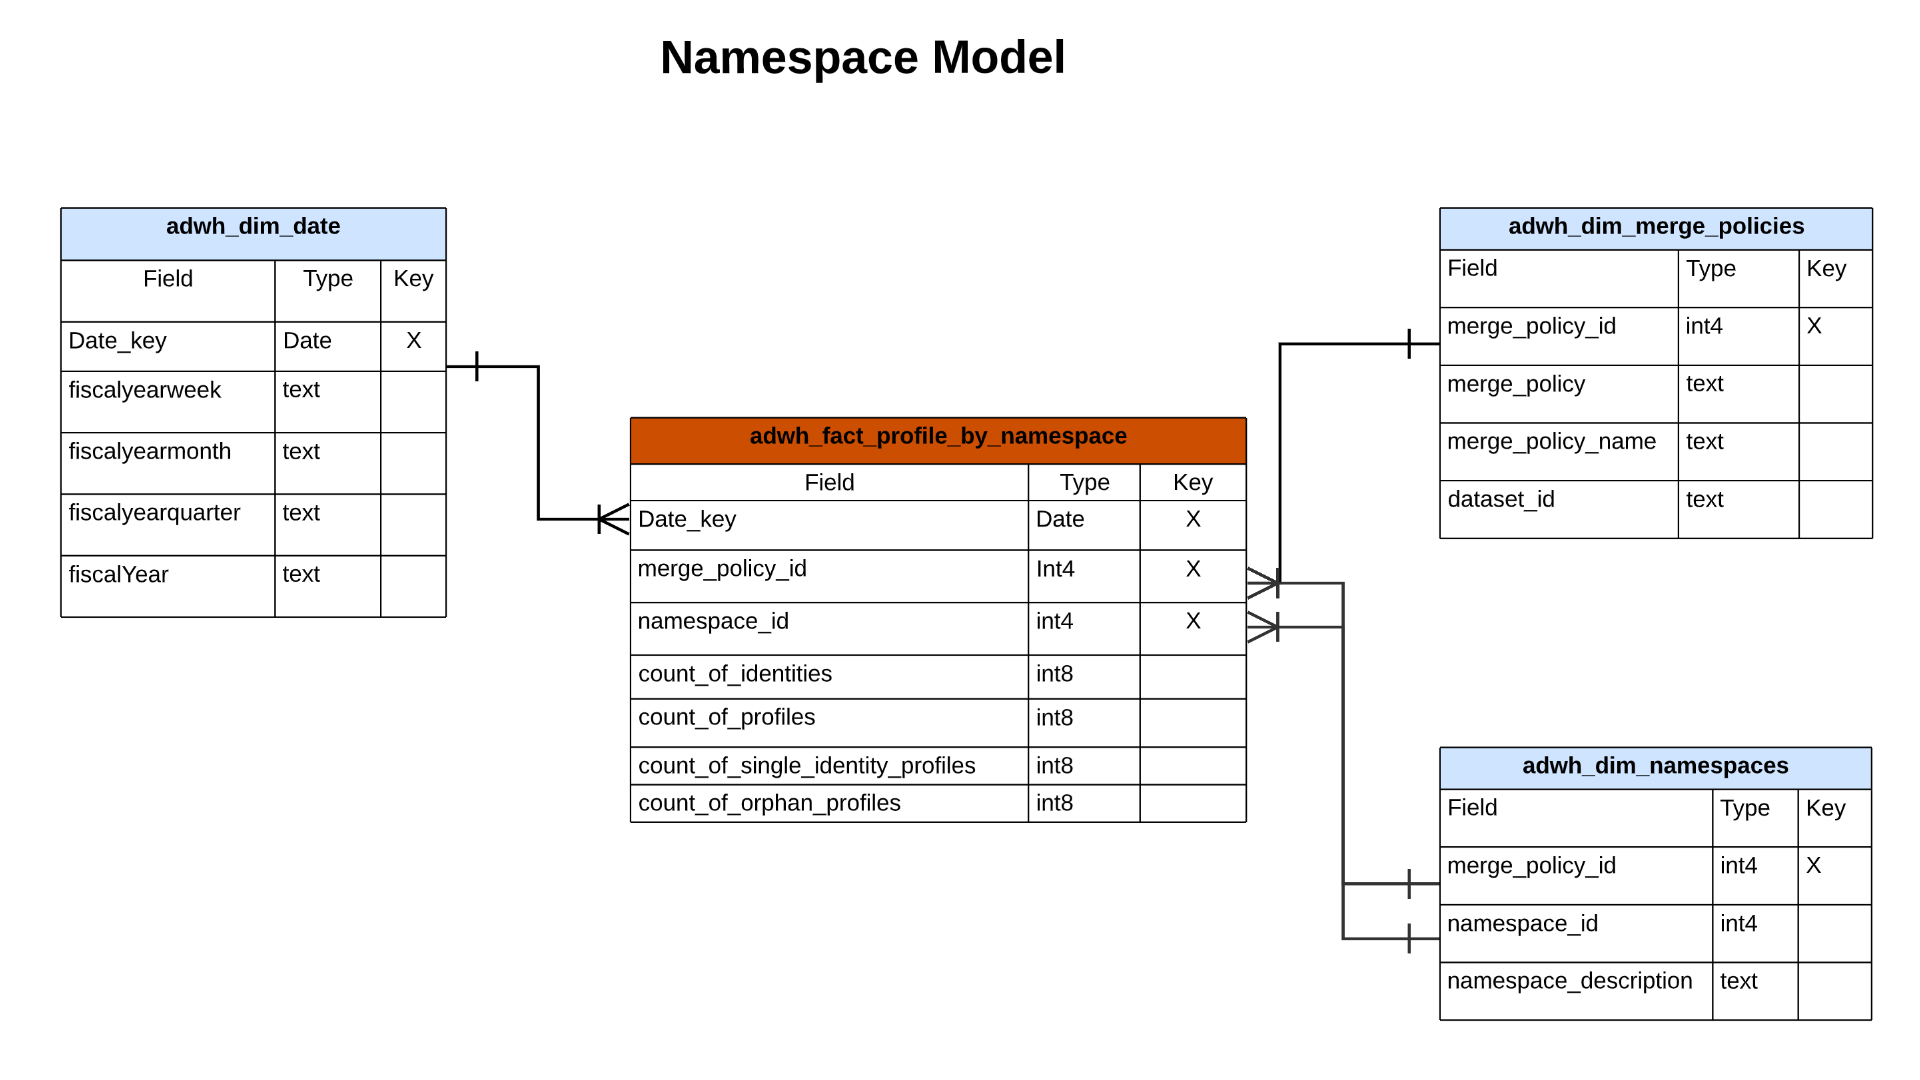 Namespace Model
adwh_dim_date
Field Type Key
Date_key Date X
fiscalyearweek text
fiscalyearmonth text
fiscalyearquarter text
fiscalYear text
adwh_fact_profile_by_namespace
Field Type Key
Date_key Date X
merge_policy_id Int4 X
namespace_id int4 X
count_of_identities int8
count_of_profiles int8
count_of_single_identity_profiles int8
count_of_orphan_profiles int8
adwh_dim_merge_policies
Field Type Key
merge_policy_id int4 X
merge_policy text
merge_policy_name text
dataset_id text
adwh_dim_namespaces
Field Type Key
merge_policy_id int4 X
namespace_id int4
namespace_description text